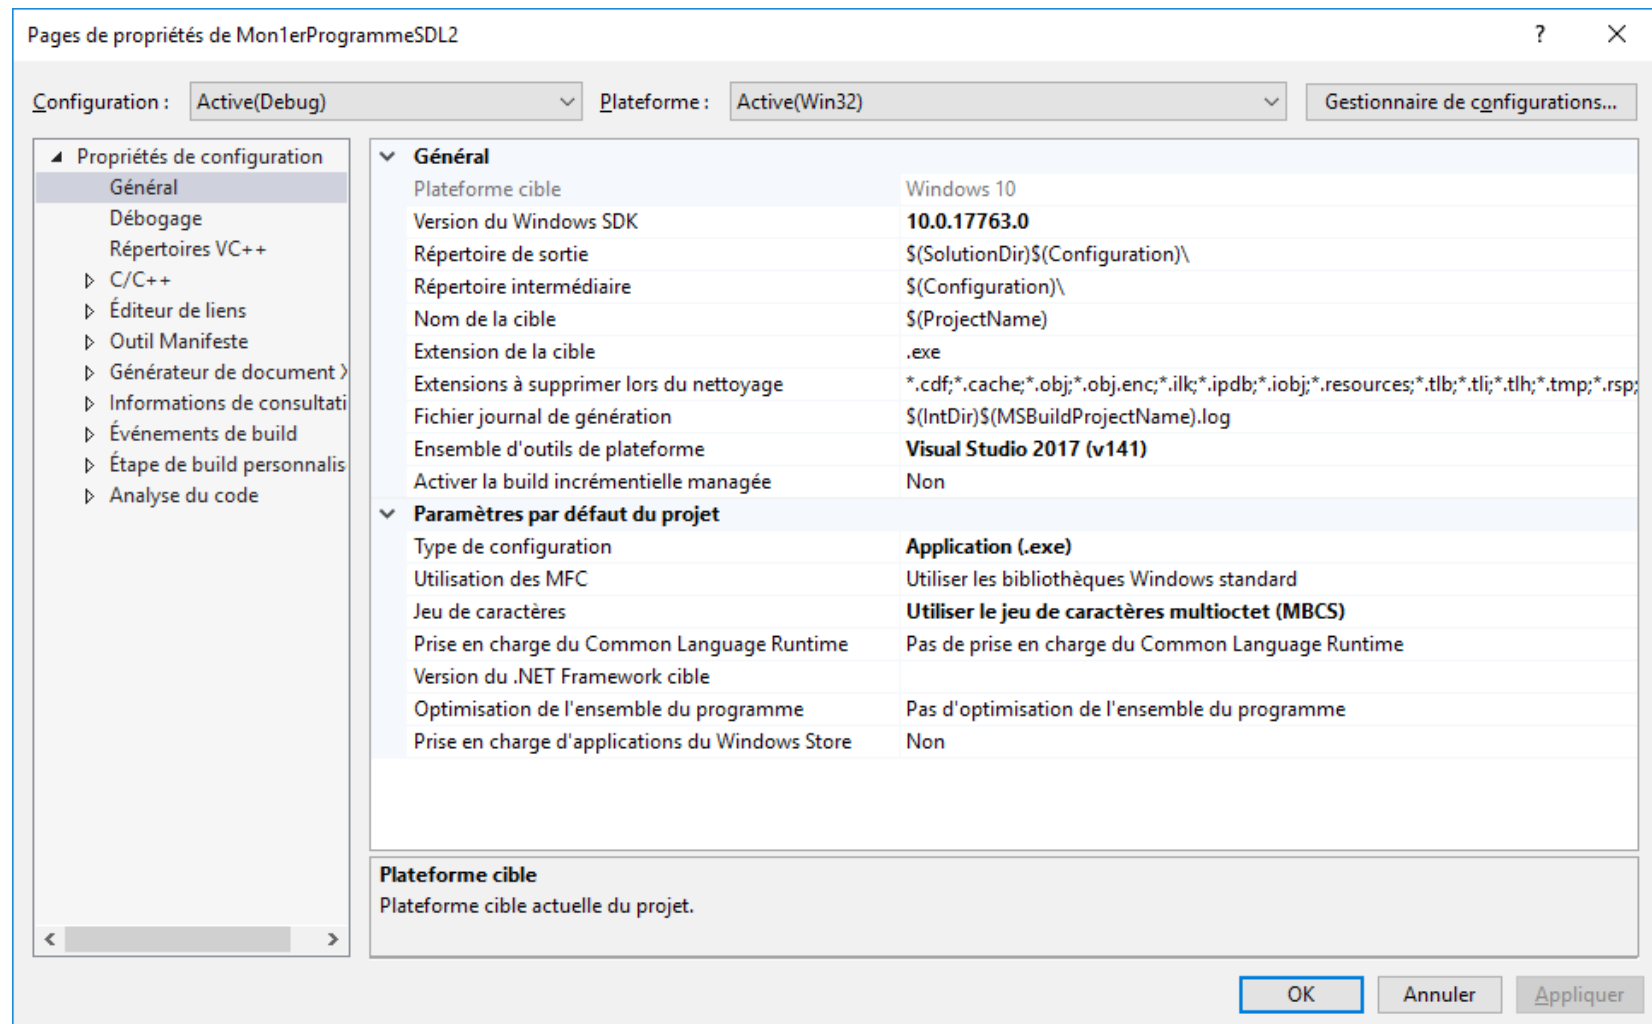 Pages de propriétés de Mon1erProgrammeSDL2
?
Configuration :
Active(Debug)
Plateforme :
Active(Win32)
Gestionnaire de configurations...
Propriétés de configuration
Général
Débogage
Répertoires VC++
C/C++
Éditeur de liens
Outil Manifeste
Générateur de document
Informations de consultati
Événements de build
Étape de build personnalis
Analyse du code
Général
Plateforme cible Windows 10
Version du Windows SDK 10.0.17763.0
Répertoire de sortie $(SolutionDir)$(Configuration)\
Répertoire intermédiaire $(Configuration)\
Nom de la cible $(ProjectName)
Extension de la cible .exe
Extensions à supprimer lors du nettoyage *.cdf;*.cache;*.obj;*.obj.enc;*.ilk;*.ipdb;*.iobj;*.resources;*.tlb;*.tli;*.tlh;*.tmp;*.rsp;
Fichier journal de génération $(IntDir)$(MSBuildProjectName).log
Ensemble d'outils de plateforme Visual Studio 2017 (v141)
Activer la build incrémentielle managée Non
Paramètres par défaut du projet
Type de configuration Application (.exe)
Utilisation des MFC Utiliser les bibliothèques Windows standard
Jeu de caractères Utiliser le jeu de caractères multioctet (MBCS)
Prise en charge du Common Language Runtime Pas de prise en charge du Common Language Runtime
Version du .NET Framework cible
Optimisation de l'ensemble du programme Pas d'optimisation de l'ensemble du programme
Prise en charge d'applications du Windows Store Non
Plateforme cible
Plateforme cible actuelle du projet.
OK
Annuler
Appliquer